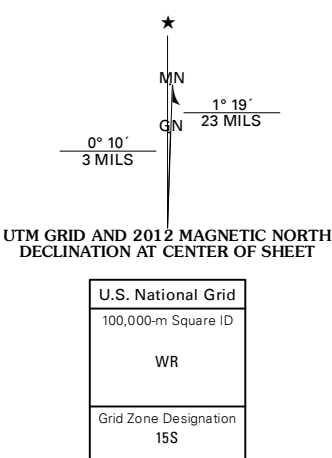 ★
MN
1° 19´
23 MILS
GN
0° 10´
3 MILS
UTM GRID AND 2012 MAGNETIC NORTH
DECLINATION AT CENTER OF SHEET
U.S. National Grid
100,000-m Square ID
WR
Grid Zone Designation
15S